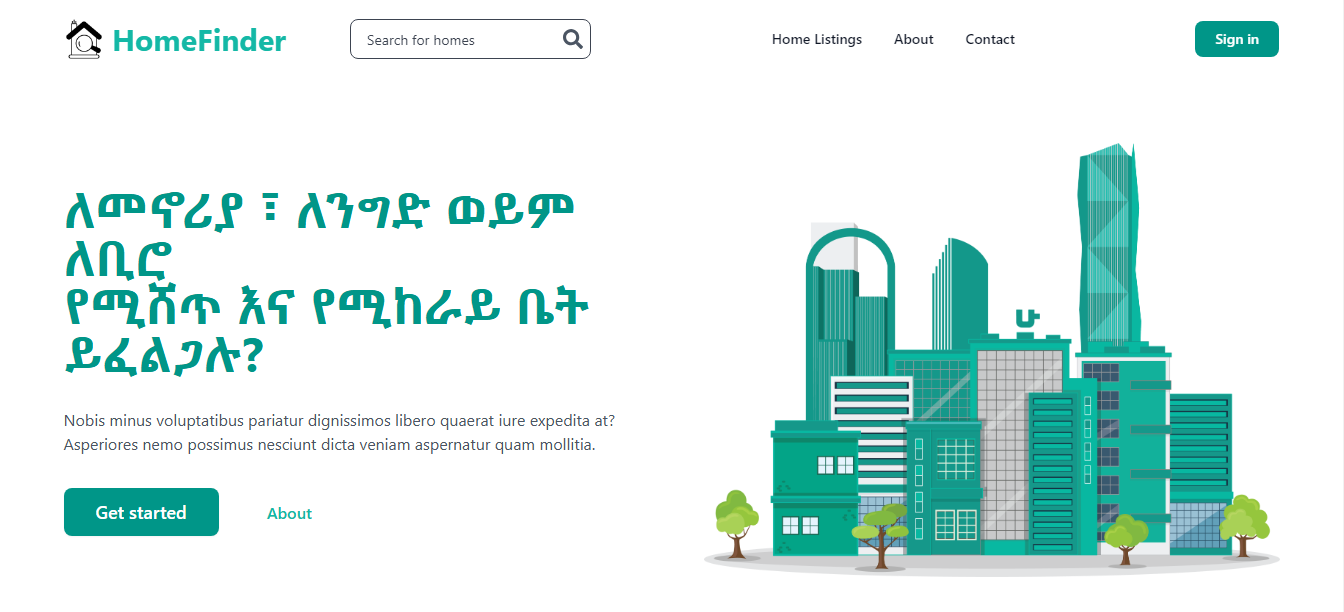 HomeFinder
Search for homes
Home Listings
About
Contact
Sign in
ለመኖሪያ ፣ ለንግድ ወይም
ለቢሮ
የሚሸጥ እና የሚከራይ ቤት
ይፈልጋሉ?
Nobis minus voluptatibus pariatur dignissimos libero quaerat iure expedita at?
Asperiores nemo possimus nesciunt dicta veniam aspernatur quam mollitia.
Get started
About
ሁ